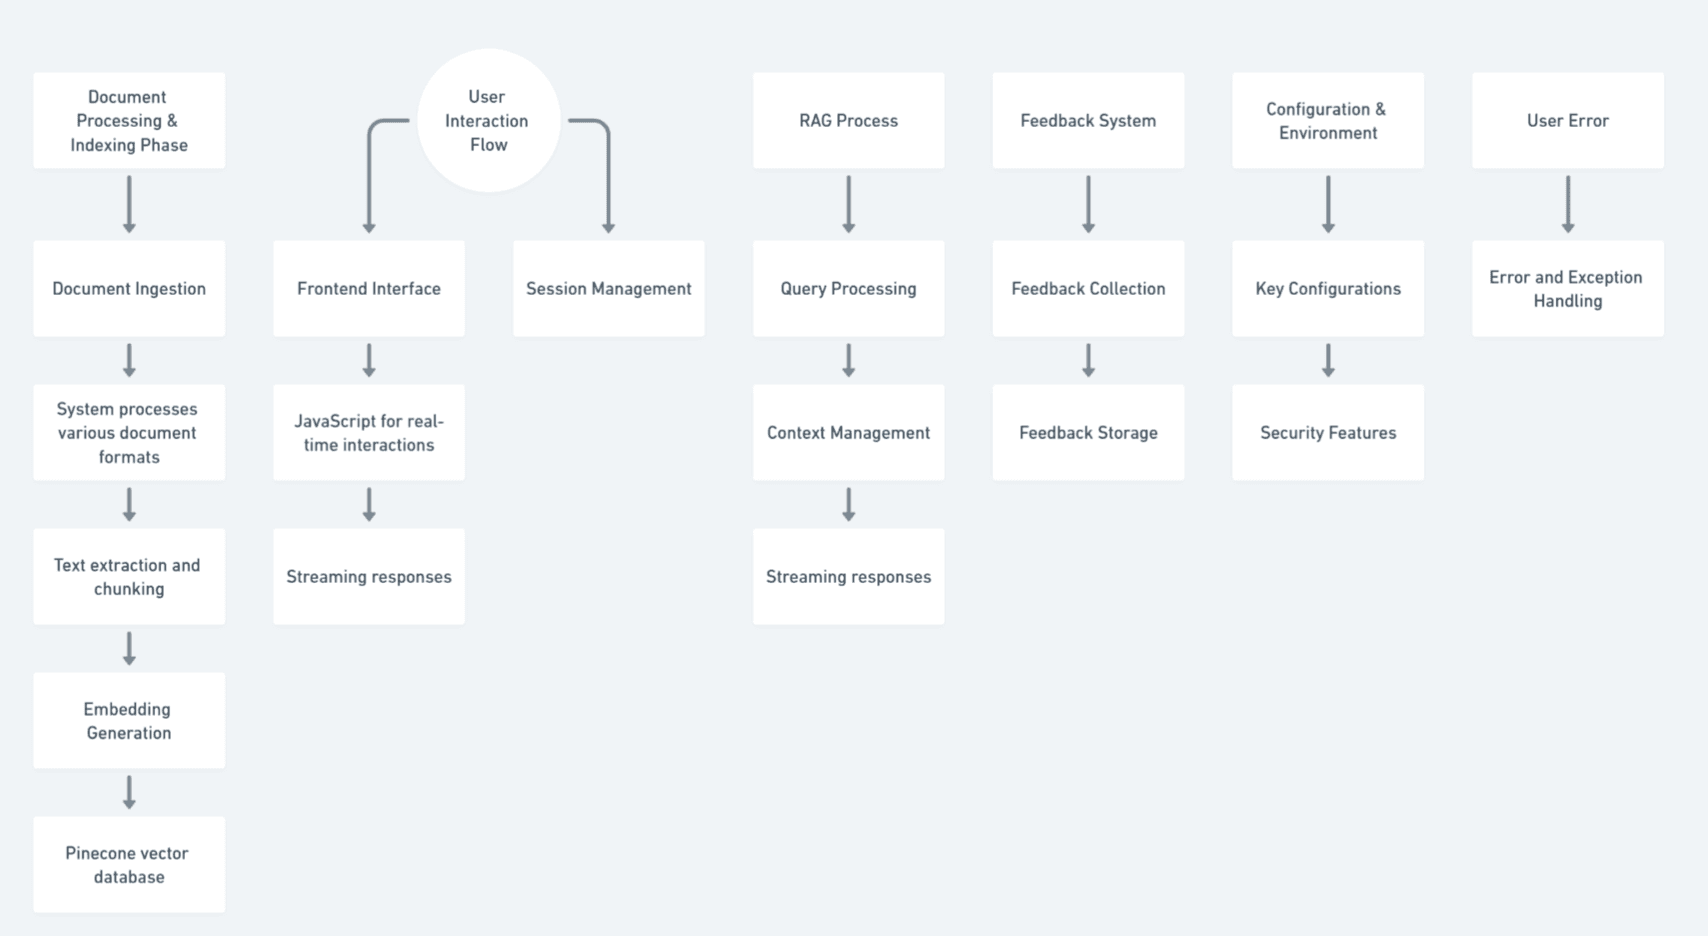 Document
Processing &
Indexing Phase
User
Interaction
Flow
RAG Process
Feedback System
Configuration &
Environment
User Error
Document Ingestion
Frontend Interface
Session Management
Query Processing
Feedback Collection
Key Configurations
Error and Exception
Handling
System processes
various document
formats
JavaScript for real-
time interactions
Context Management
Feedback Storage
Security Features
Text extraction and
chunking
Streaming responses
Streaming responses
Embedding
Generation
Pinecone vector
database